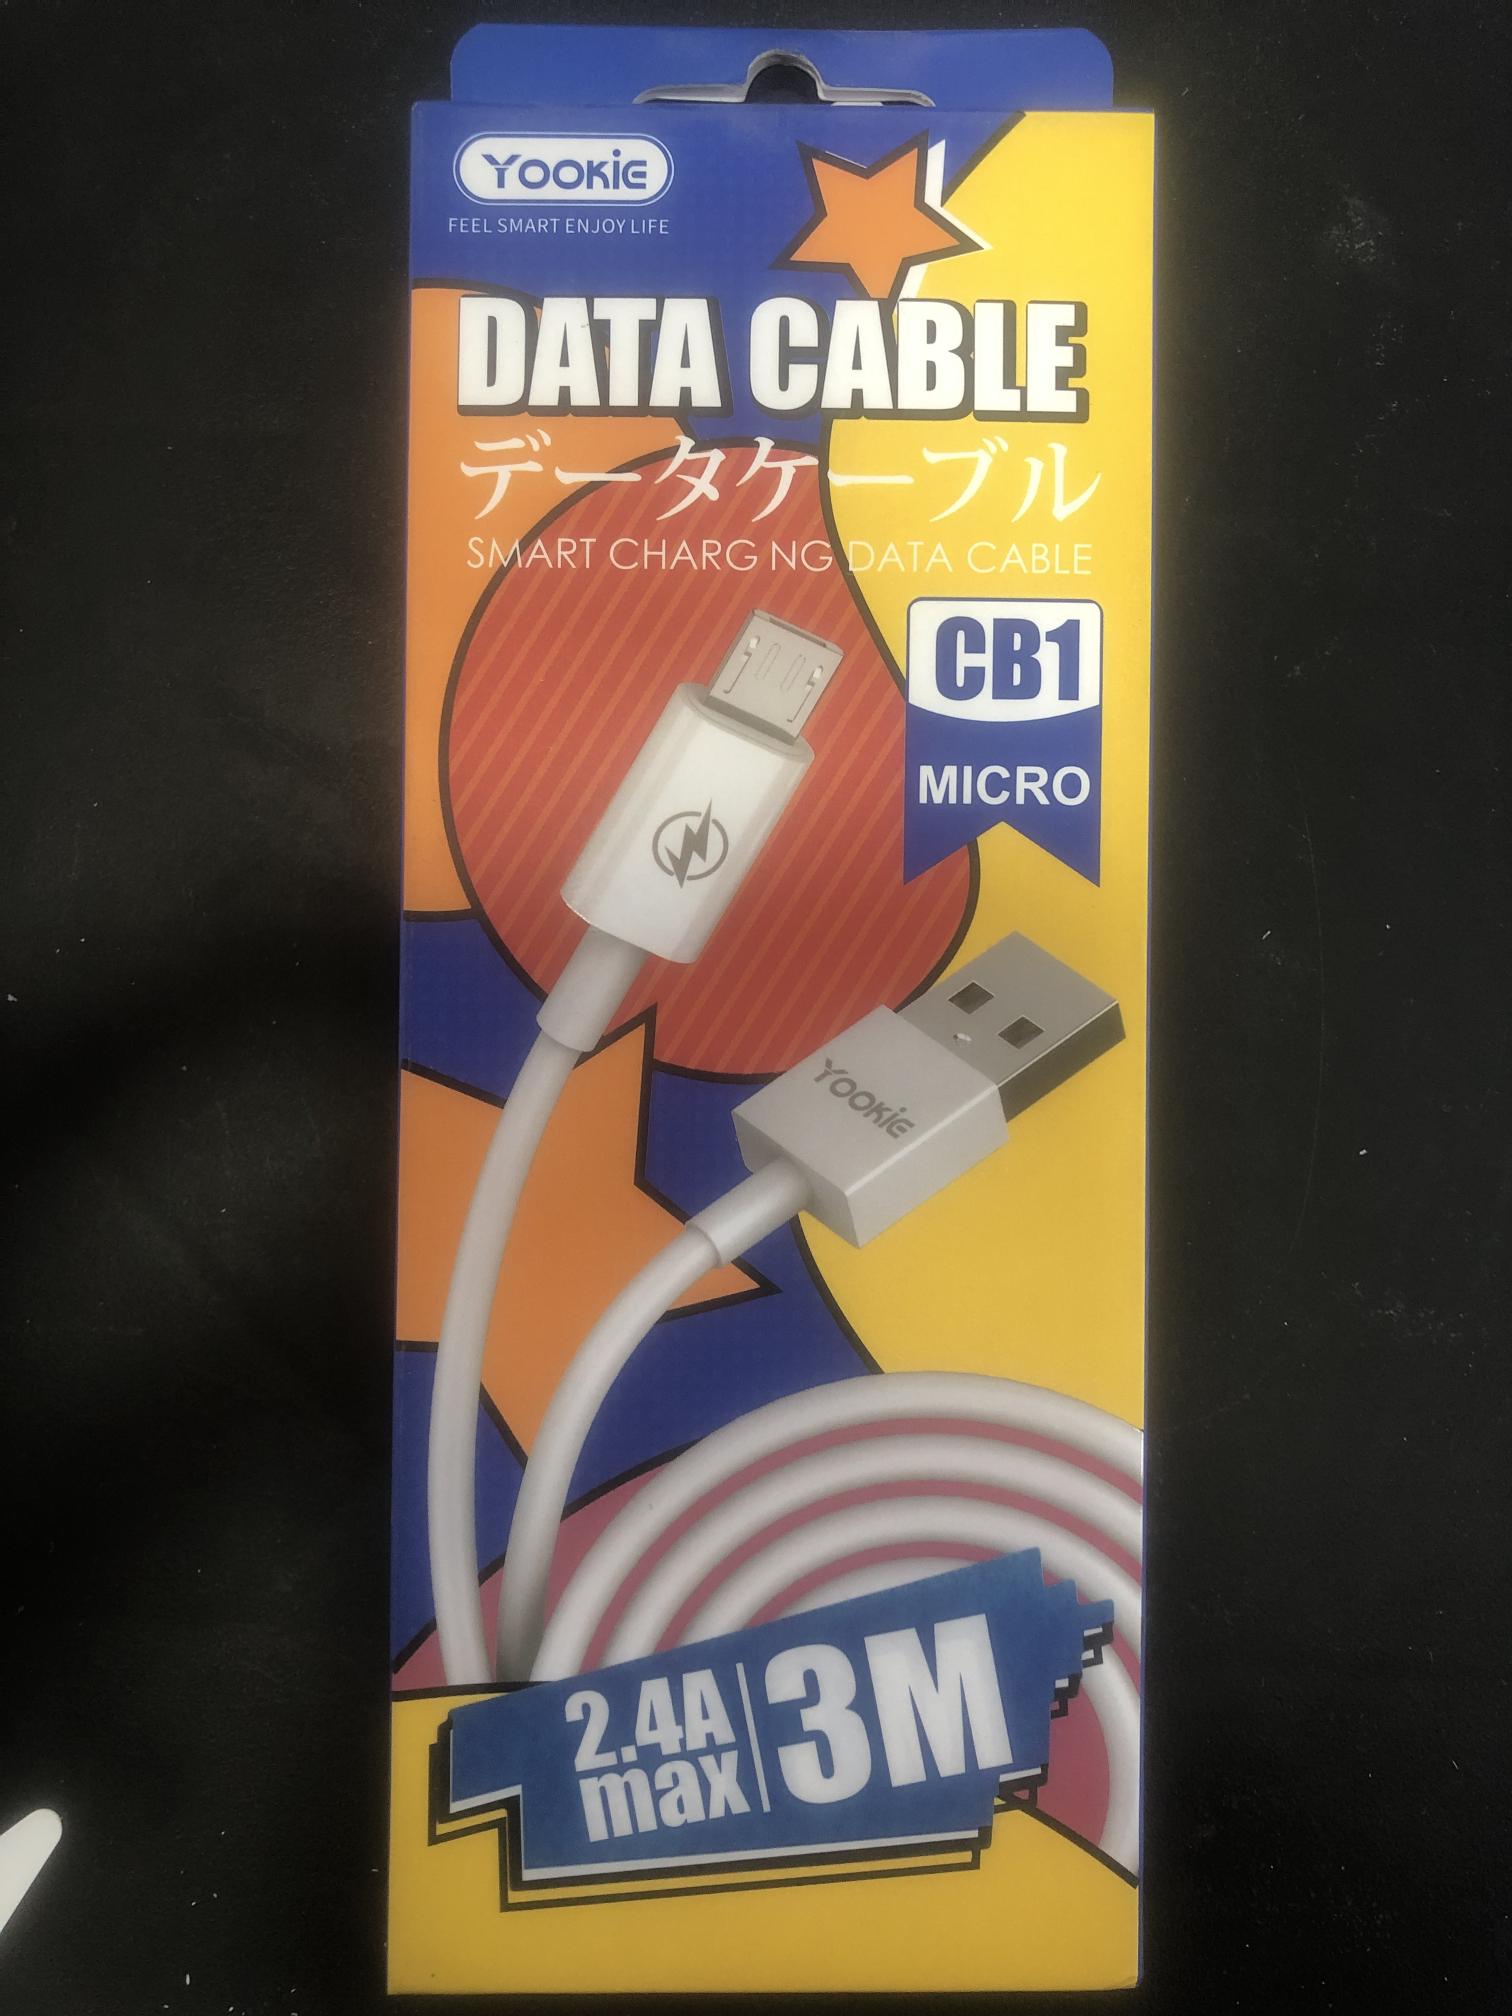 YOOKiE
FEEL SMART ENJOY LIFE
DATA CABLE
データケーブル
SMART CHARG NG DATA CABLE
CB1
MICRO
YOOKiE
2.4A
max
3M